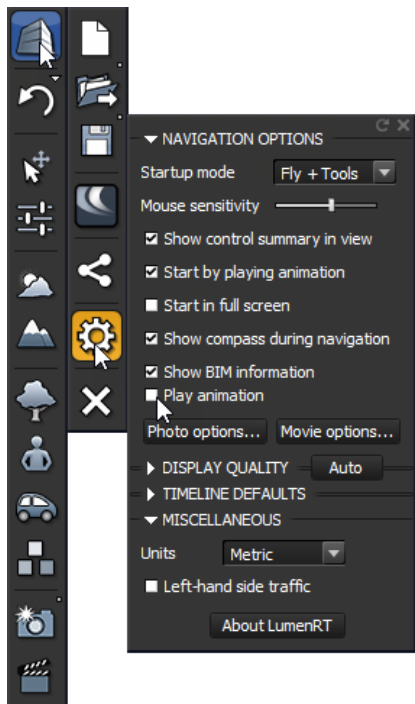 NAVIGATION OPTIONS
Startup mode Fly + Tools
Mouse sensitivity
Show control summary in view
Start by playing animation
Start in full screen
Show compass during navigation
Show BIM information
Play animation
Photo options... Movie options...
DISPLAY QUALITY Auto
TIMELINE DEFAULTS
MISCELLANEOUS
Units Metric
Left-hand side traffic
About LumenRT